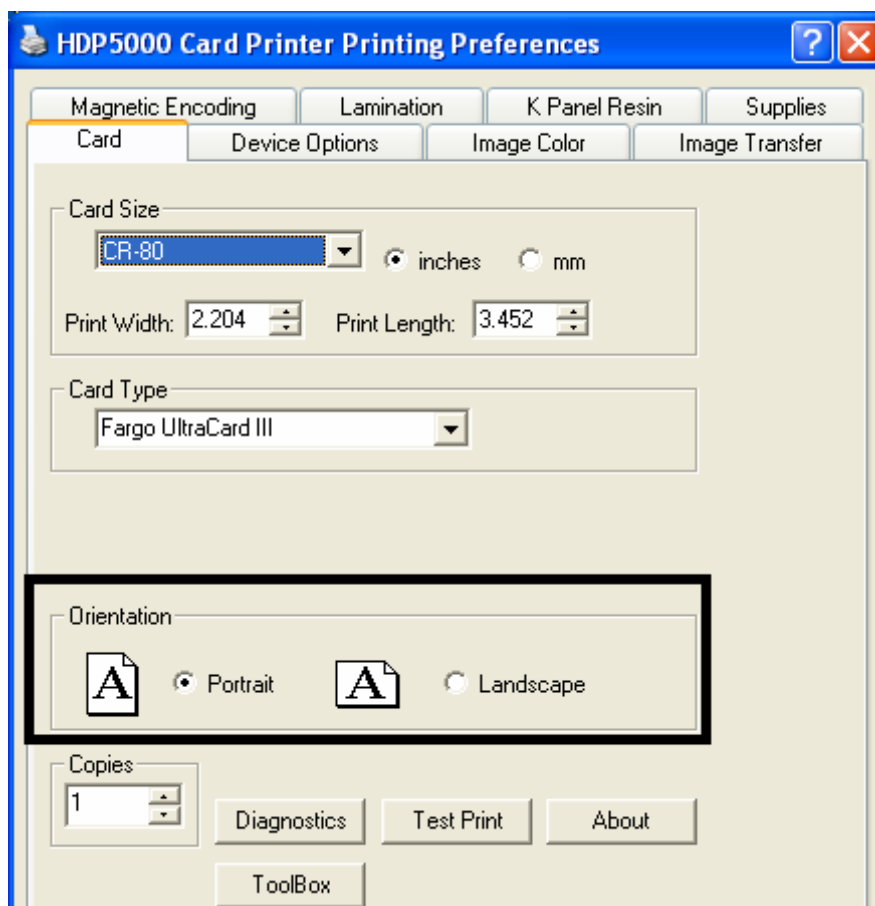 HDP5000 Card Printer Printing Preferences
Magnetic Encoding Lamination K Panel Resin Supplies
Card Device Options Image Color Image Transfer
Card Size
CR-80 inches mm
Print Width: 2.204 Print Length: 3.452
Card Type
Fargo UltraCard III
Orientation
A Portrait A Landscape
Copies
1
Diagnostics Test Print About
ToolBox